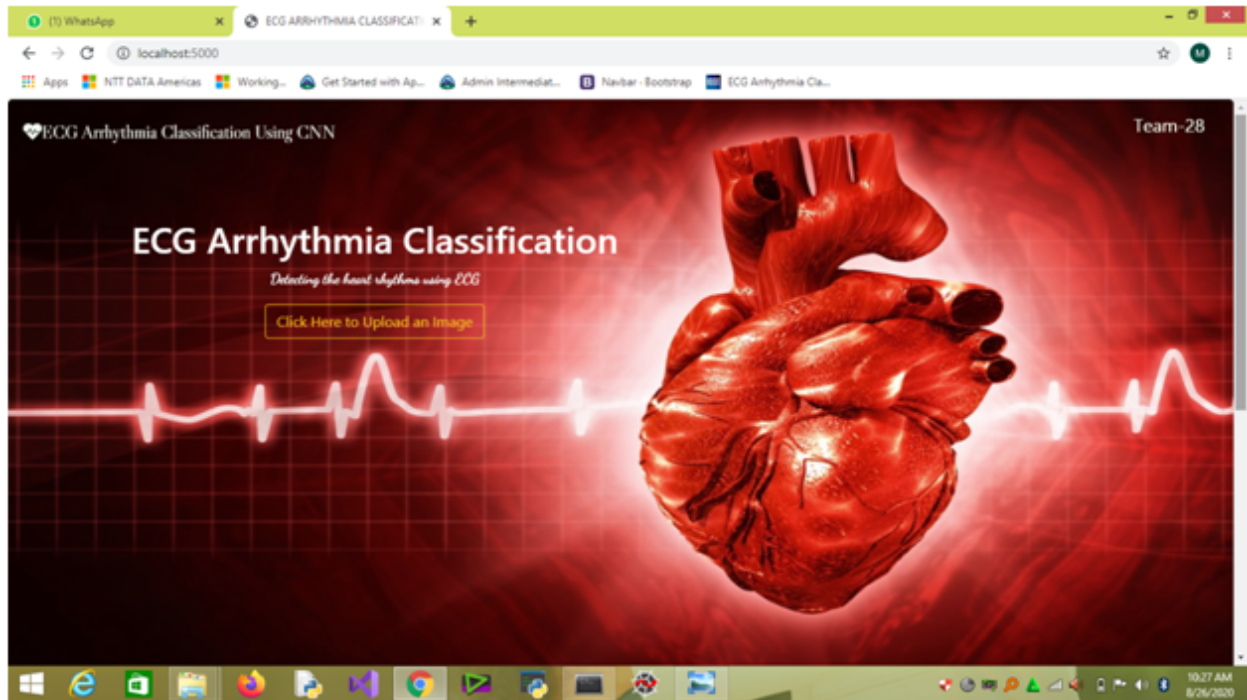 (1) WhatsApp
ECG ARRHYTHMIA CLASSIFICATI
localhost:5000
M
Apps
NTT DATA Americas
Working...
Get Started with Ap...
Admin Intermediat...
B
Navbar · Bootstrap
ECG Arrhythmia Cla...
ECG Arrhythmia Classification Using CNN
Team-28
ECG Arrhythmia Classification
Detecting the heart rhythms using ECG
Click Here to Upload an Image
10:27 AM
8/26/2020